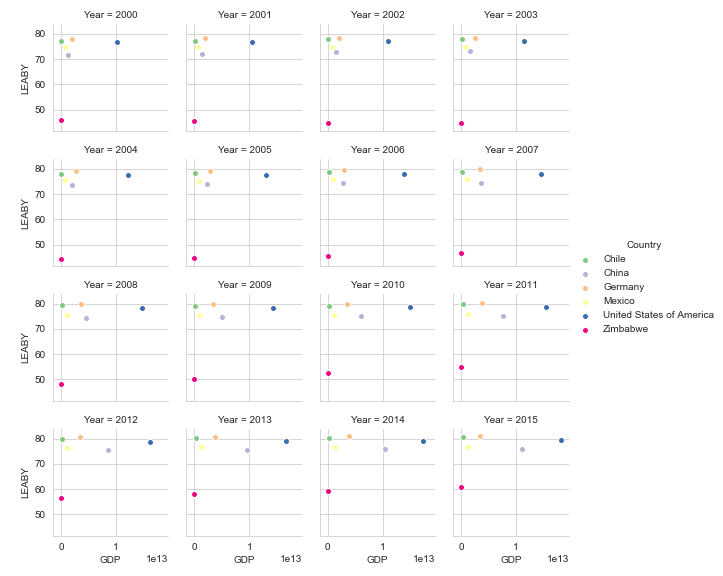 Year = 2000 Year = 2001 Year = 2002 Year = 2003
80
70
60
50
LEABY
Year = 2004 Year = 2005 Year = 2006 Year = 2007
80
70
60
50
LEABY
Country
Chile
China
Germany
Mexico
United States of America
Zimbabwe
Year = 2008 Year = 2009 Year = 2010 Year = 2011
80
70
60
50
LEABY
Year = 2012 Year = 2013 Year = 2014 Year = 2015
80
70
60
50
LEABY
0 1 0 1 0 1 0 1
GDP 1e13 GDP 1e13 GDP 1e13 GDP 1e13